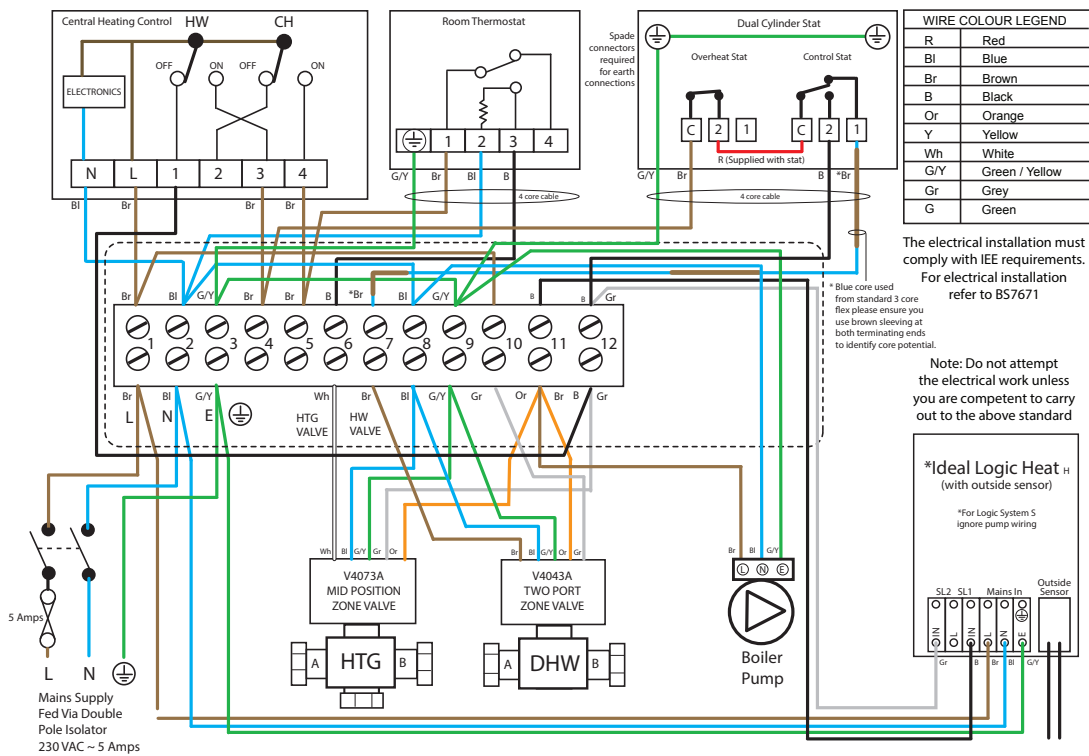 Central Heating Control
HW
CH
OFF
ON
OFF
ON
ELECTRONICS
N L 1 2 3 4
Bl
Br
Br
Br
Room Thermostat
1 2 3 4
G/Y
Br
Bl
B
4 core cable
Spade
connectors
required
for earth
connections
Dual Cylinder Stat
Overheat Stat
Control Stat
C 2 1
C 2 1
R (Supplied with stat)
G/Y
Br
B
*Br
4 core cable
WIRE COLOUR LEGEND
R Red
Bl Blue
Br Brown
B Black
Or Orange
Y Yellow
Wh White
G/Y Green / Yellow
Gr Grey
G Green
The electrical installation must
comply with IEE requirements.
For electrical installation
refer to BS7671
* Blue core used
from standard 3 core
flex please ensure you
use brown sleeving at
both terminating ends
to identify core potential.
Note: Do not attempt
the electrical work unless
you are competent to carry
out to the above standard
Br Bl G/Y Br Br B *Br Bl G/Y B B Gr
1 2 3 4 5 6 7 8 9 10 11 12
Br Bl G/Y Wh Br Bl G/Y Gr Or Br B Gr
L N E
HTG
VALVE
HW
VALVE
5 Amps
L N
Mains Supply
Fed Via Double
Pole Isolator
230 VAC ~ 5 Amps
Wh Bl G/Y Gr Or
V4073A
MID POSITION
ZONE VALVE
A HTG B
Br Bl G/Y Or Gr
V4043A
TWO PORT
ZONE VALVE
A DHW B
Br Bl G/Y
L N E
Boiler
Pump
*Ideal Logic Heat H
(with outside sensor)
*For Logic System S
ignore pump wiring
SL2 SL1 Mains In
Outside
Sensor
IN L IN L N E
Gr B Br Bl G/Y